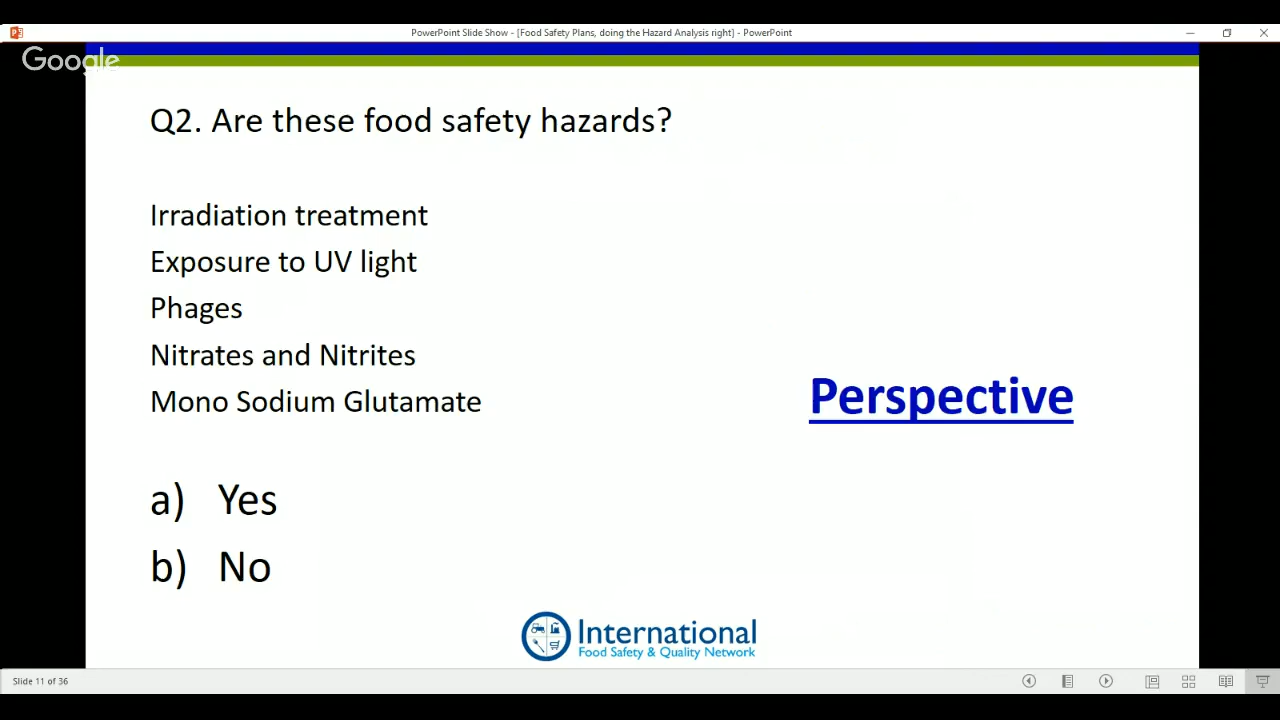 PowerPoint Slide Show - [Food Safety Plans, doing the Hazard Analysis right] - PowerPoint
Google
Q2. Are these food safety hazards?
Irradiation treatment
Exposure to UV light
Phages
Nitrates and Nitrites
Mono Sodium Glutamate
Perspective
a) Yes
b) No
International
Food Safety & Quality Network
Slide 11 of 36